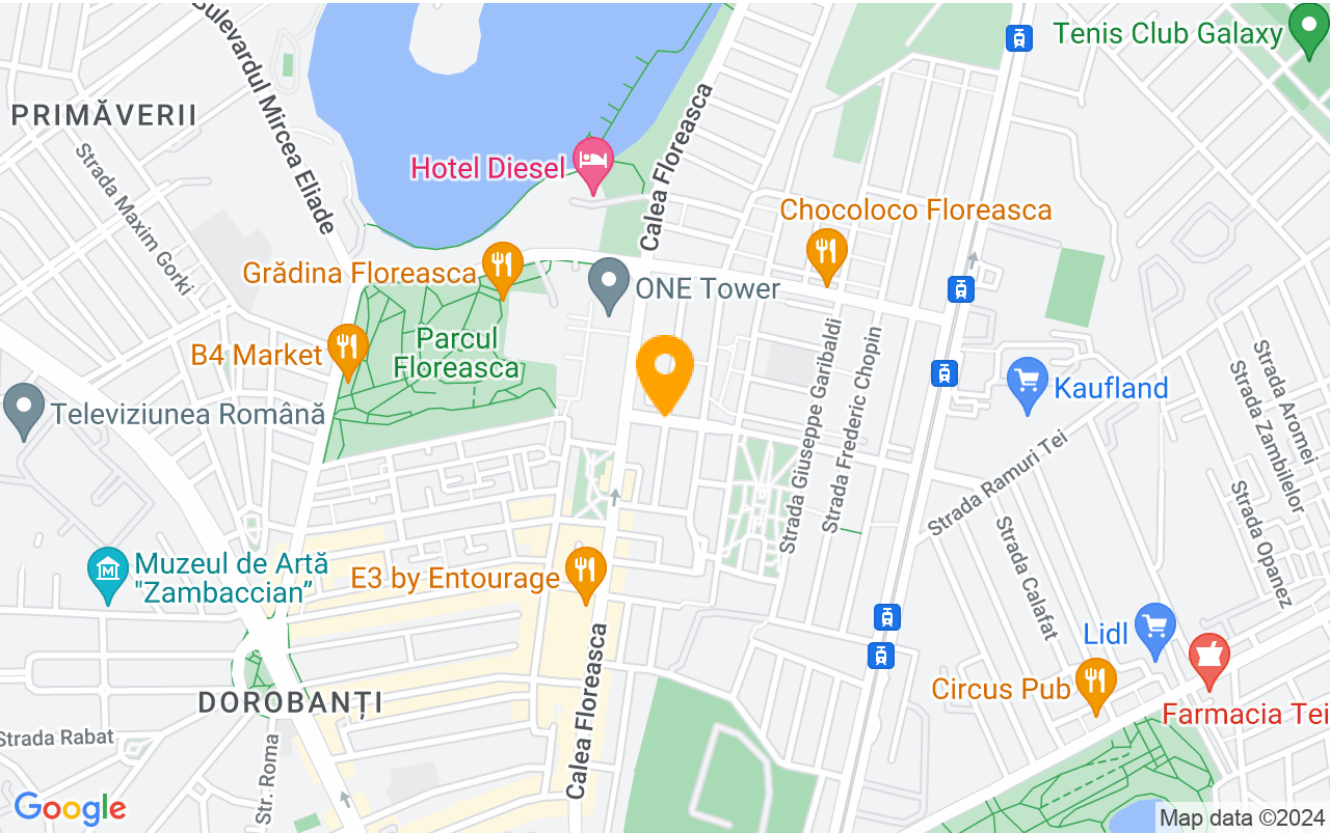 Bulevardul Mircea Eliade
Tenis Club Galaxy
PRIMĂVERII
Strada Maxim Gorki
Hotel Diesel
Calea Floreasca
Chocoloco Floreasca
Grădina Floreasca
ONE Tower
Parcul
Floreasca
B4 Market
Strada Giuseppe Garibaldi
Strada Frederic Chopin
Kaufland
Strada Aromei
Strada Zambilelor
Televiziunea Română
Strada Ramuri Tei
Strada Opanez
Strada Calafat
Muzeul de Artă
"Zambaccian”
E3 by Entourage
Lidl
Calea Floreasca
Circus Pub
DOROBANȚI
Farmacia Tei
Strada Rabat
Str. Roma
Google
Map data ©2024